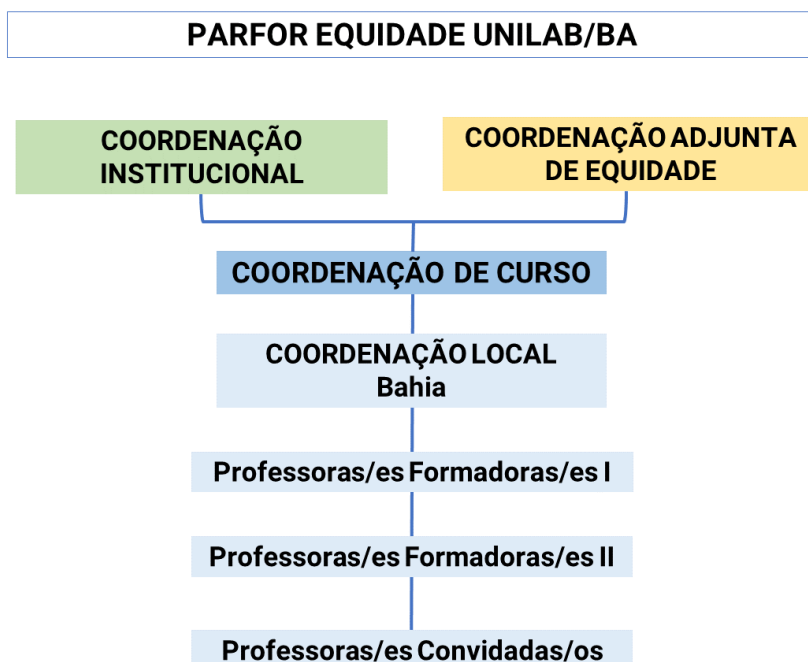 PARFOR EQUIDADE UNILAB/BA
COORDENAÇÃO
INSTITUCIONAL
COORDENAÇÃO ADJUNTA
DE EQUIDADE
COORDENAÇÃO DE CURSO
COORDENAÇÃO LOCAL
Bahia
Professoras/es Formadoras/es I
Professoras/es Formadoras/es II
Professoras/es Convidadas/os